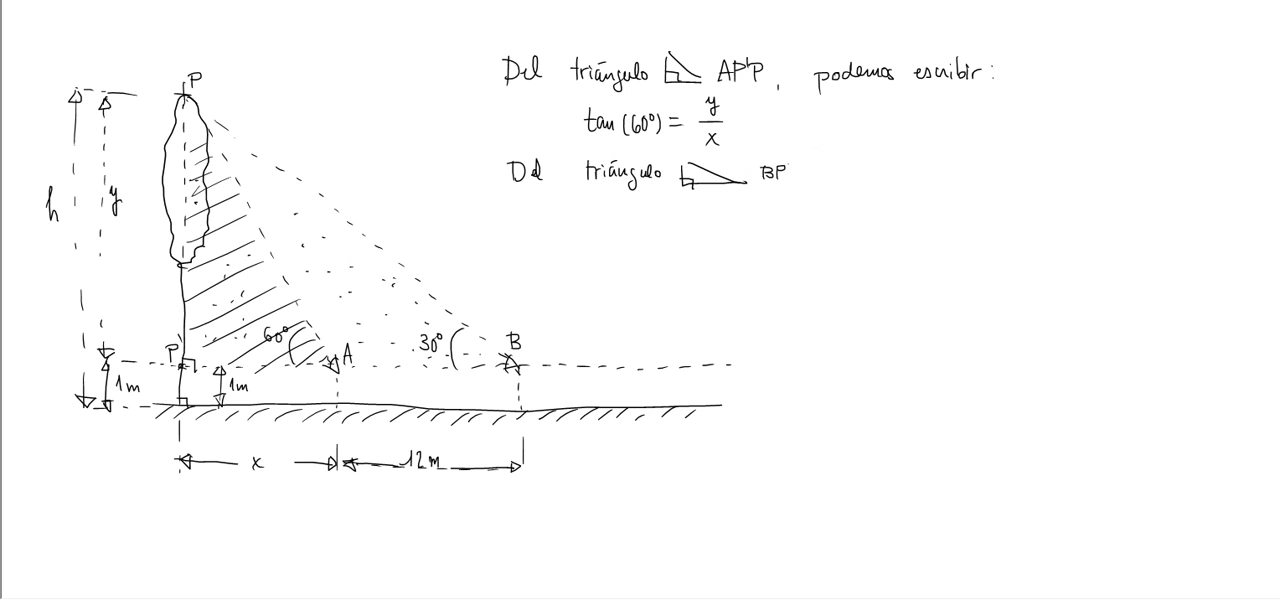 Del triángulo AP'P, podemos escribir:
tan (60°) = y/x
Del triángulo BP
P
h
y
60°
A
30°
B
P'
1m
1m
x
12m